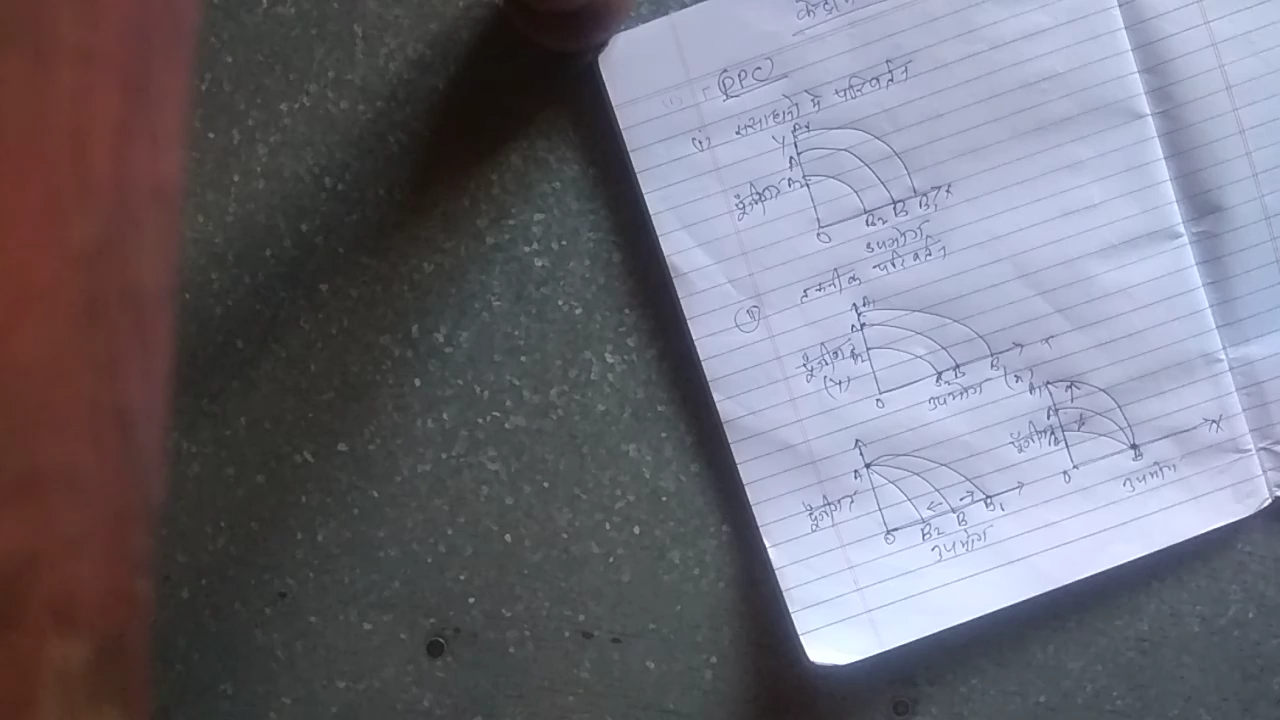 PPC
(i) संसाधनो मे परिवर्तन
Y
A
पूँजीगत
O B2 B B1 X
उपभोग
(ii) तकनीक परिवर्तन
A1
A
पूँजीगत A2
(Y)
O B2 B B1 X
उपभोग (X)
A
पूँजीगत
O B2 B B1
उपभोग
A1
A
पूँजीगत
O B X
उपभोग